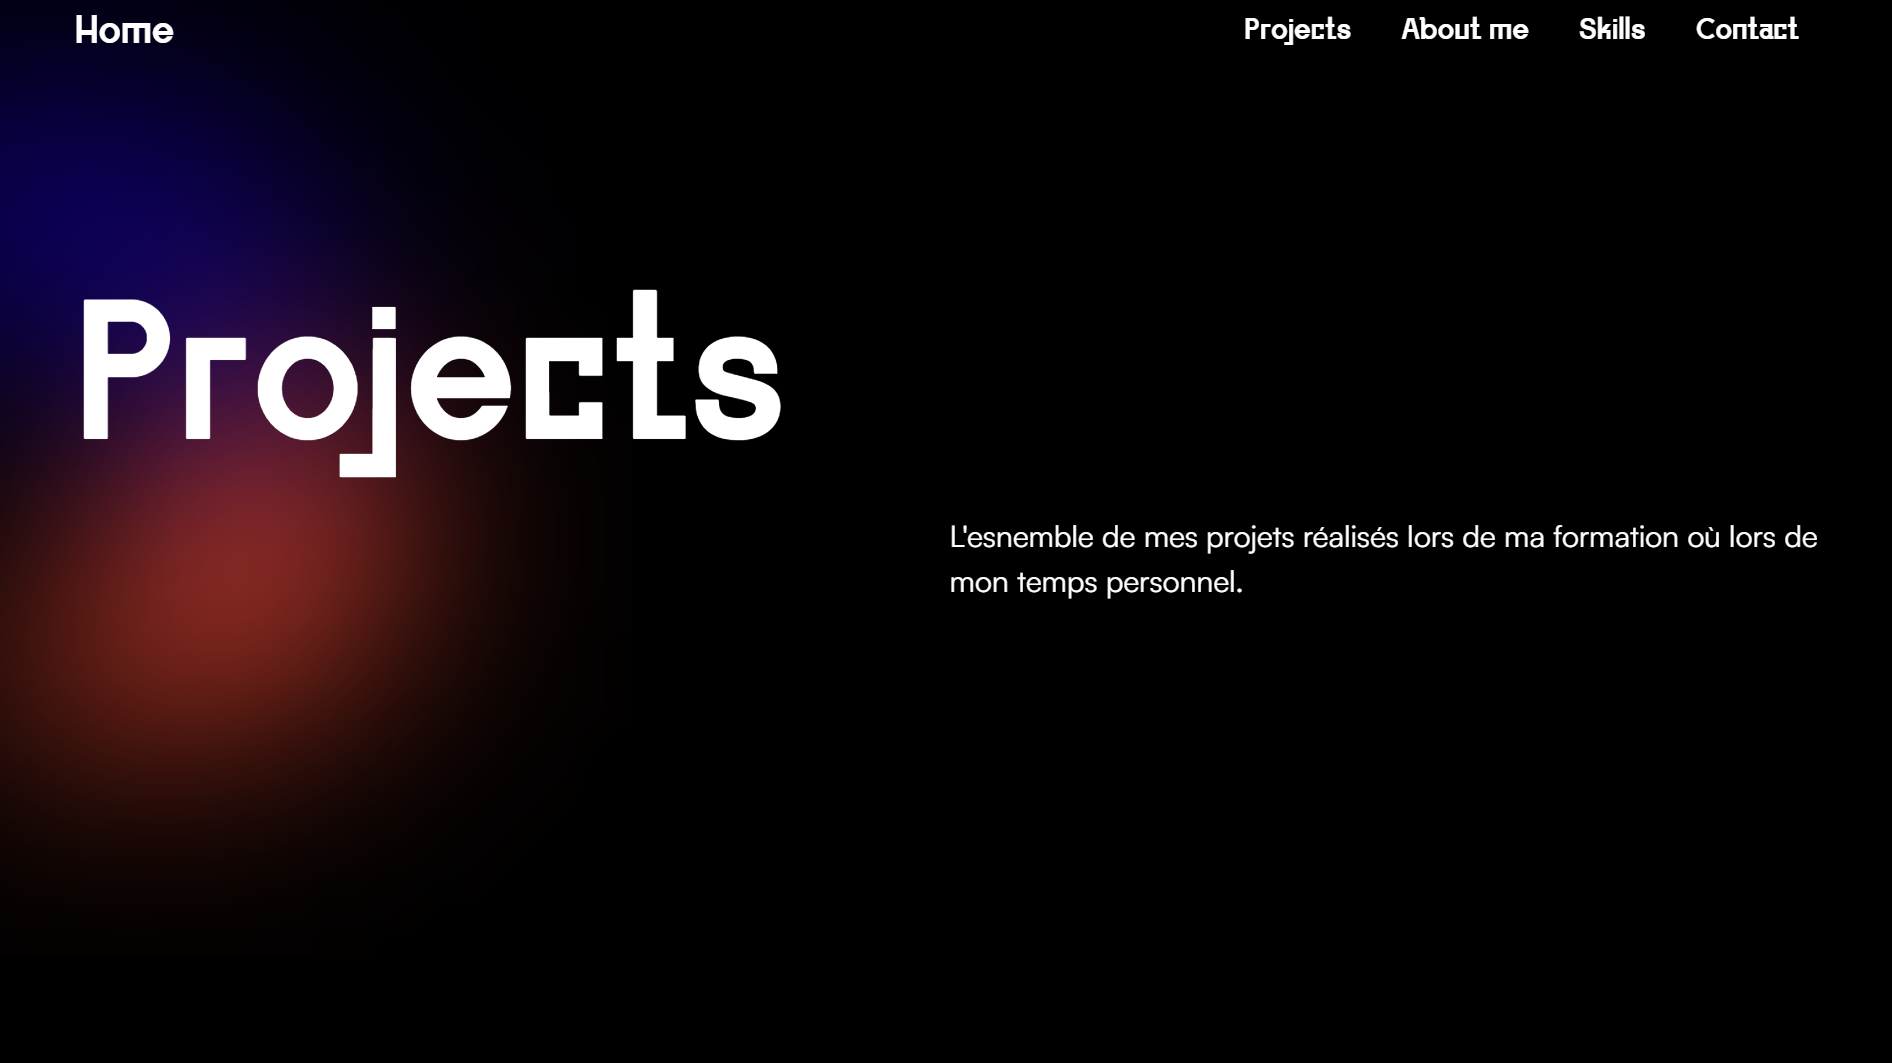 Home
Projects About me Skills Contact
Projects
L'esnemble de mes projets réalisés lors de ma formation où lors de
mon temps personnel.